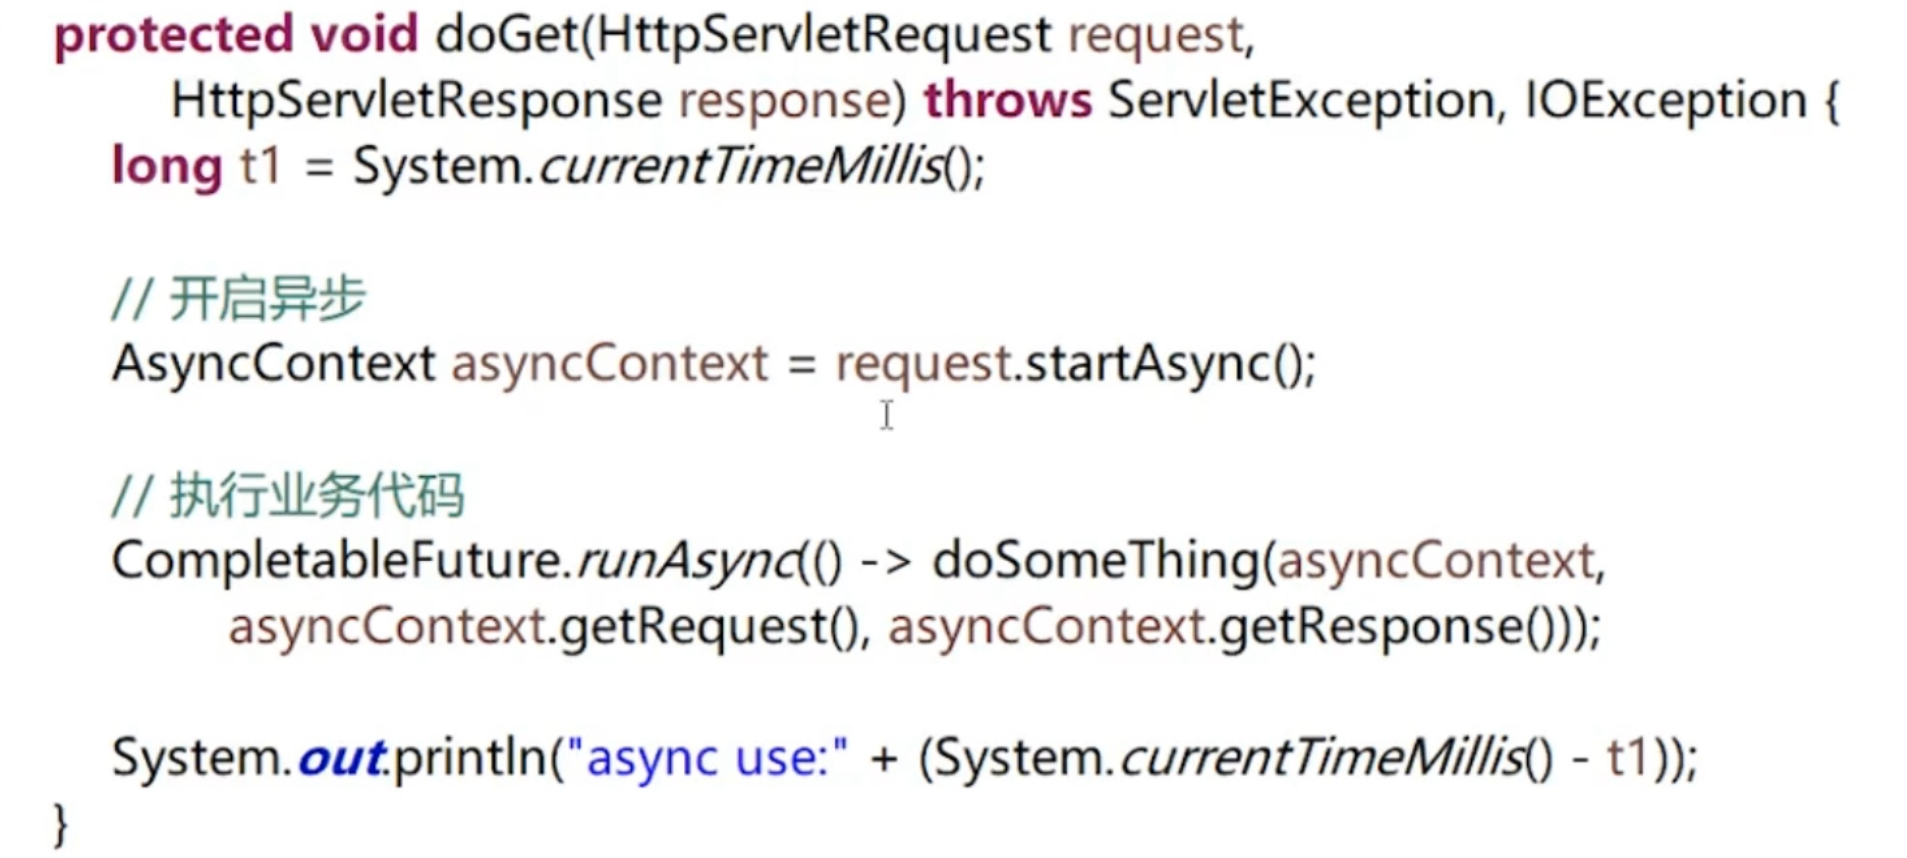 protected void doGet(HttpServletRequest request,
HttpServletResponse response) throws ServletException, IOException {
long t1 = System.currentTimeMillis();
// 开启异步
AsyncContext asyncContext = request.startAsync();
// 执行业务代码
CompletableFuture.runAsync(() -> doSomeThing(asyncContext,
asyncContext.getRequest(), asyncContext.getResponse()));
System.out.println("async use:" + (System.currentTimeMillis() - t1));
}